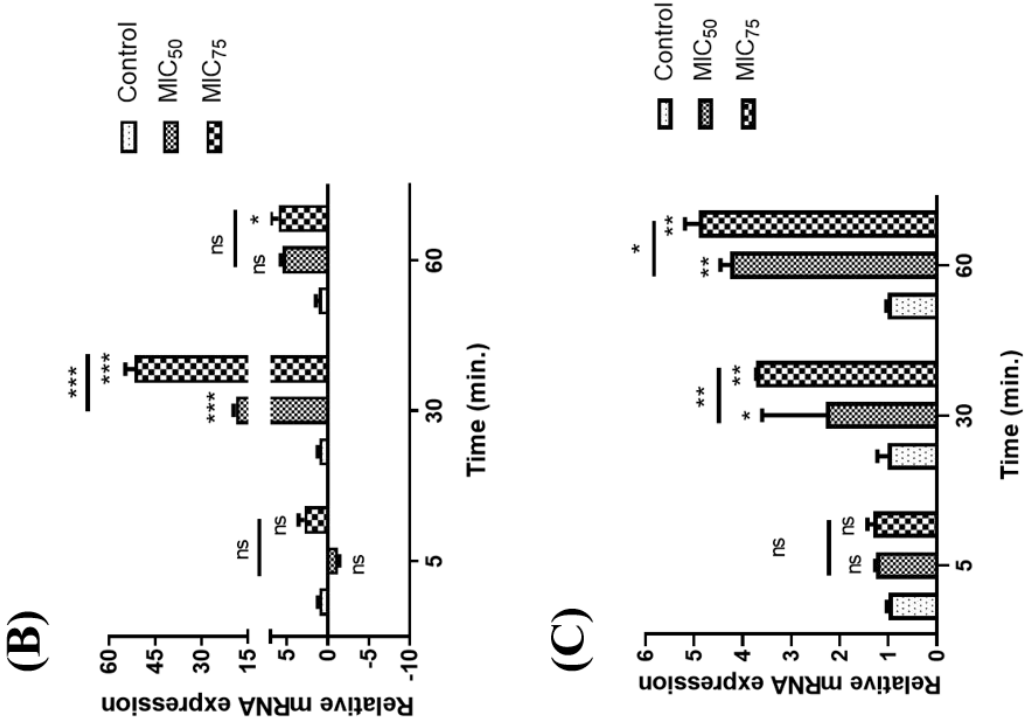 (B)
Relative mRNA expression
60
45
30
15
5
0
-5
-10
ns
ns
ns
***
***
***
ns
ns
*
5
30
60
Time (min.)
Control
MIC50
MIC75
(C)
Relative mRNA expression
6
5
4
3
2
1
0
ns
ns
ns
**
*
**
*
**
**
5
30
60
Time (min.)
Control
MIC50
MIC75